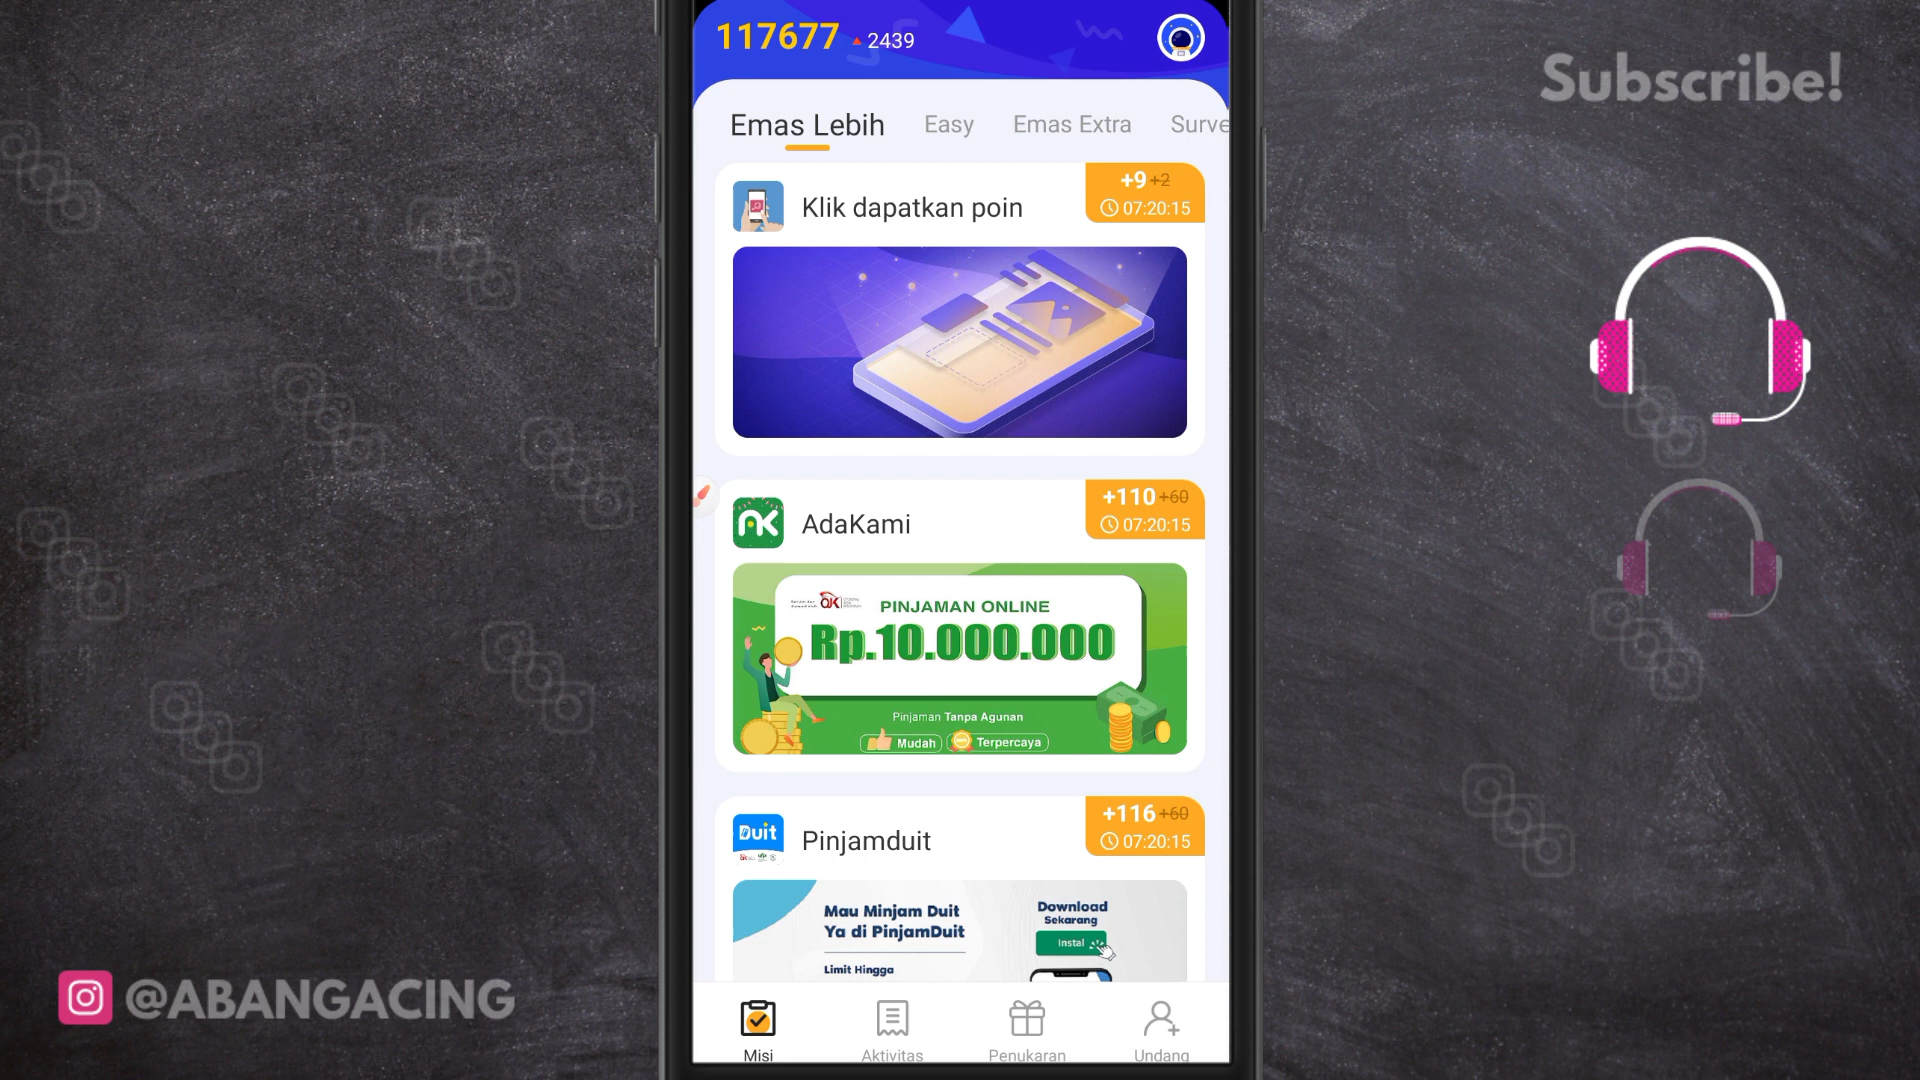 117677 2439
Subscribe!
Emas Lebih Easy Emas Extra Surve
+9 +2
Klik dapatkan poin
07:20:15
+110 +60
AdaKami
07:20:15
PINJAMAN ONLINE
Rp.10.000.000
Pinjaman Tanpa Agunan
Mudah Terpercaya
+116 +60
Duit
Pinjamduit
07:20:15
Mau Minjam Duit
Ya di PinjamDuit
Limit Hingga
Download
Sekarang
Instal
@ABANGACING
Misi Aktivitas Penukaran Undang